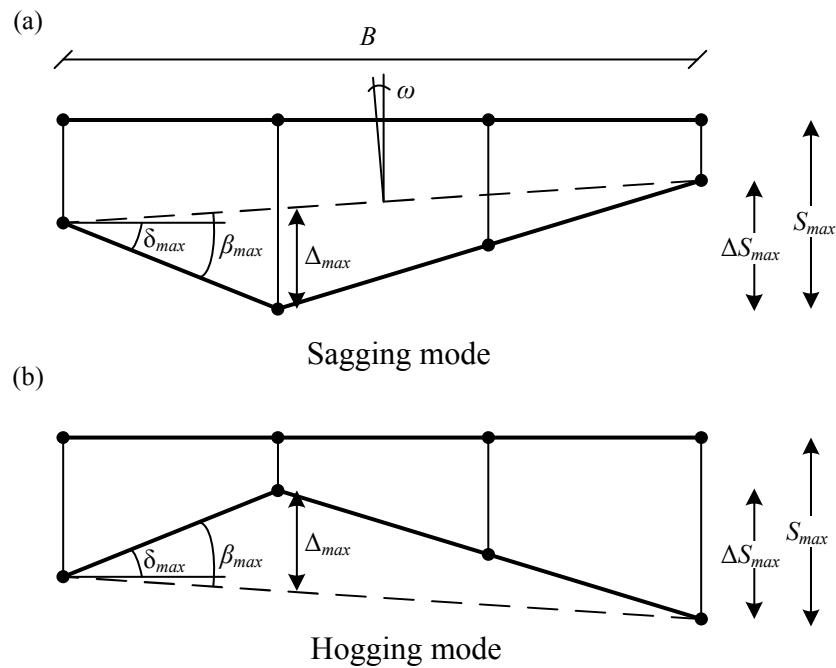 (a)
B
ω
δmax
βmax
Δmax
ΔSmax
Smax
Sagging mode
(b)
δmax
βmax
Δmax
ΔSmax
Smax
Hogging mode